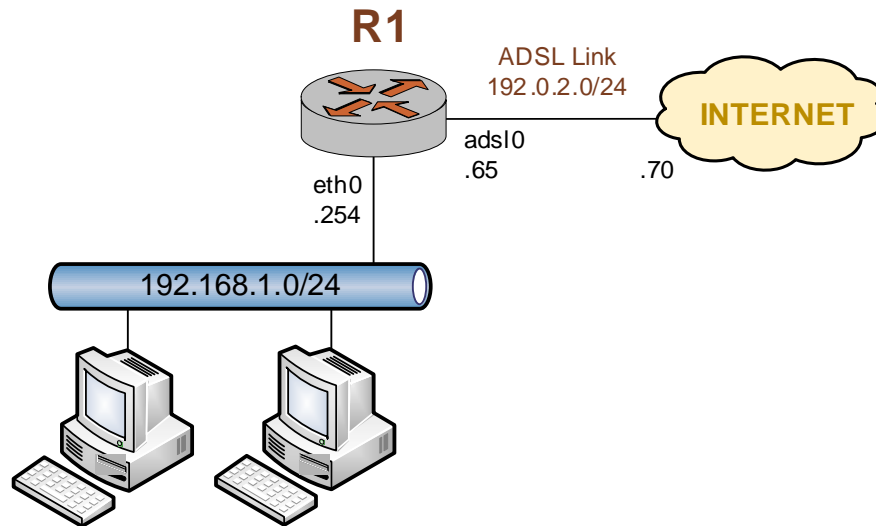 R1
ADSL Link
192.0.2.0/24
INTERNET
adsl0
.65
.70
eth0
.254
192.168.1.0/24